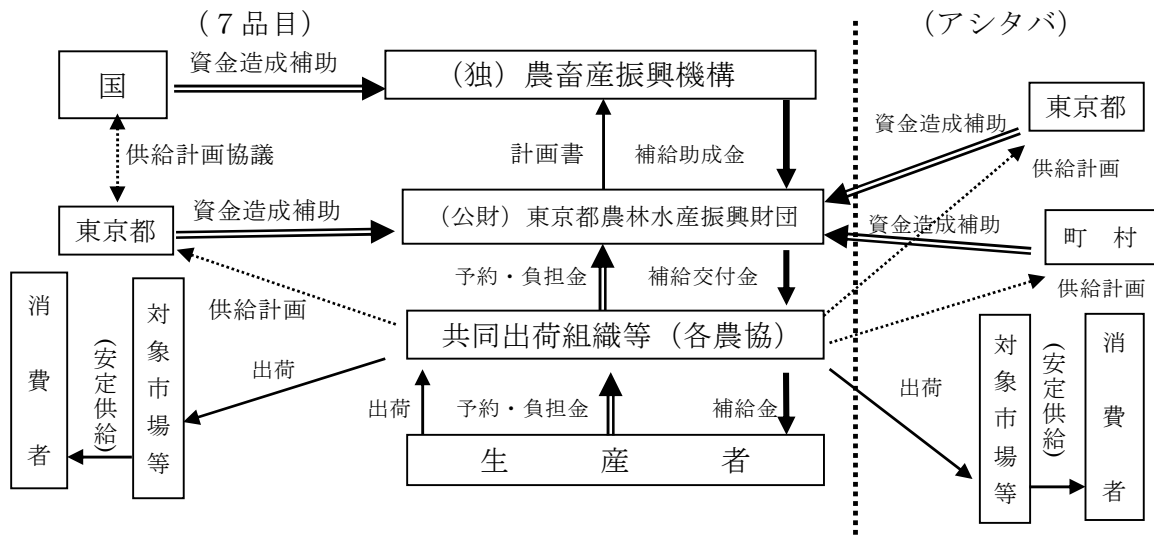 （７品目）
（アシタバ）
国
資金造成補助
（独）農畜産振興機構
東京都
資金造成補助
供給計画協議
計画書
補給助成金
供給計画
東京都
資金造成補助
（公財）東京都農林水産振興財団
資金造成補助
町　村
予約・負担金
補給交付金
供給計画
供給計画
消費者
(安定供給)
対象市場等
出荷
共同出荷組織等（各農協）
出荷
対象市場等
(安定供給)
消費者
出荷
予約・負担金
補給金
生　産　者